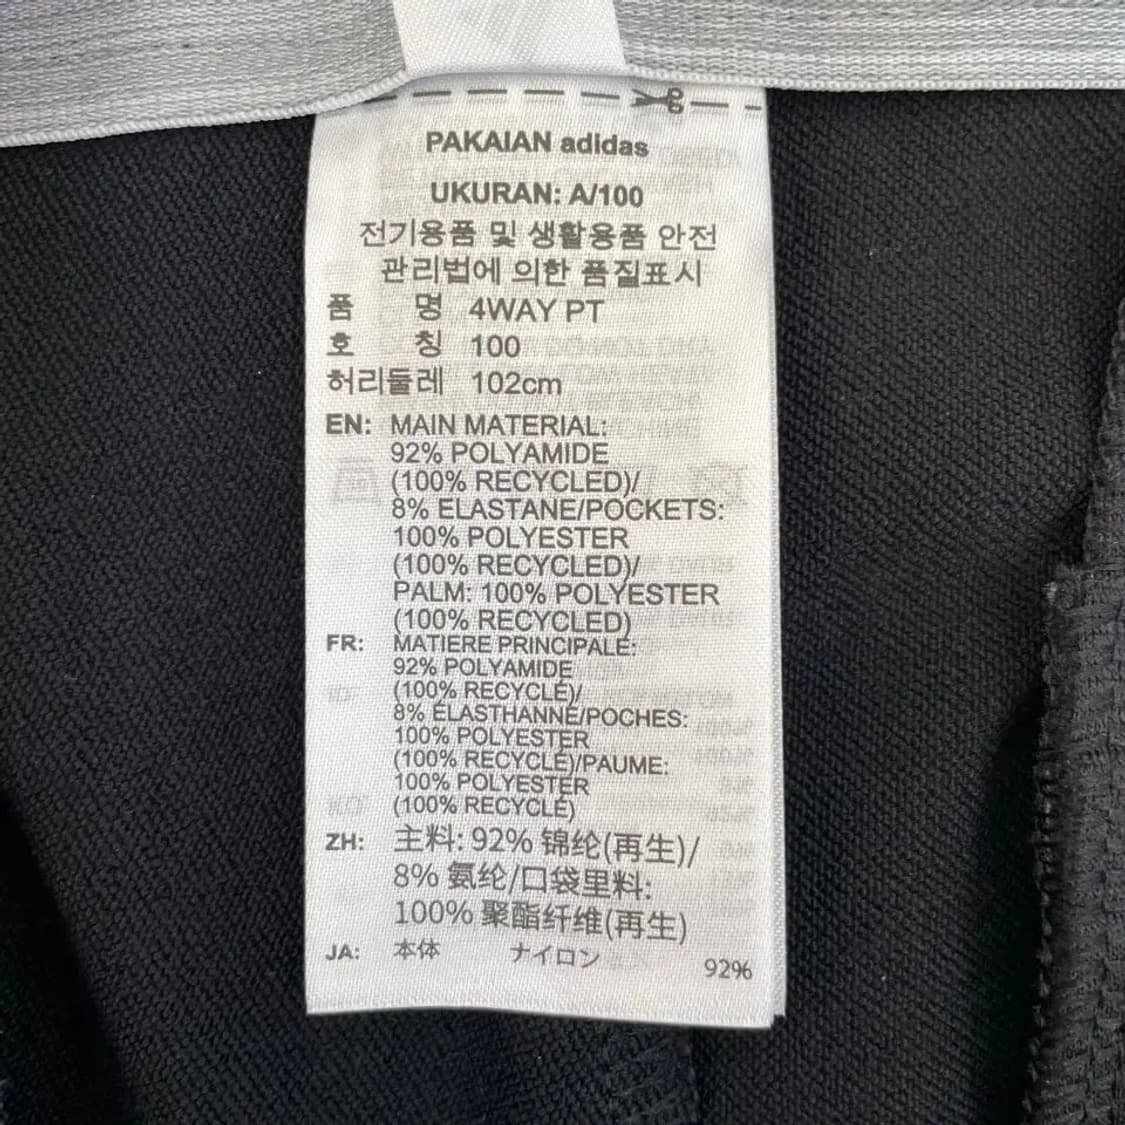 PAKAIAN adidas
UKURAN: A/100
전기용품 및 생활용품 안전
관리법에 의한 품질표시
품 명 4WAY PT
호 칭 100
허리둘레 102cm
EN: MAIN MATERIAL:
92% POLYAMIDE
(100% RECYCLED)/
8% ELASTANE/POCKETS:
100% POLYESTER
(100% RECYCLED)/
PALM: 100% POLYESTER
(100% RECYCLED)
FR: MATIERE PRINCIPALE:
92% POLYAMIDE
(100% RECYCLÉ)/
8% ÉLASTHANNE/POCHES:
100% POLYESTER
(100% RECYCLÉ)/PAUME:
100% POLYESTER
(100% RECYCLÉ)
ZH: 主料: 92% 锦纶(再生)/
8% 氨纶/口袋里料:
100% 聚酯纤维(再生)
JA: 本体 ナイロン 92%